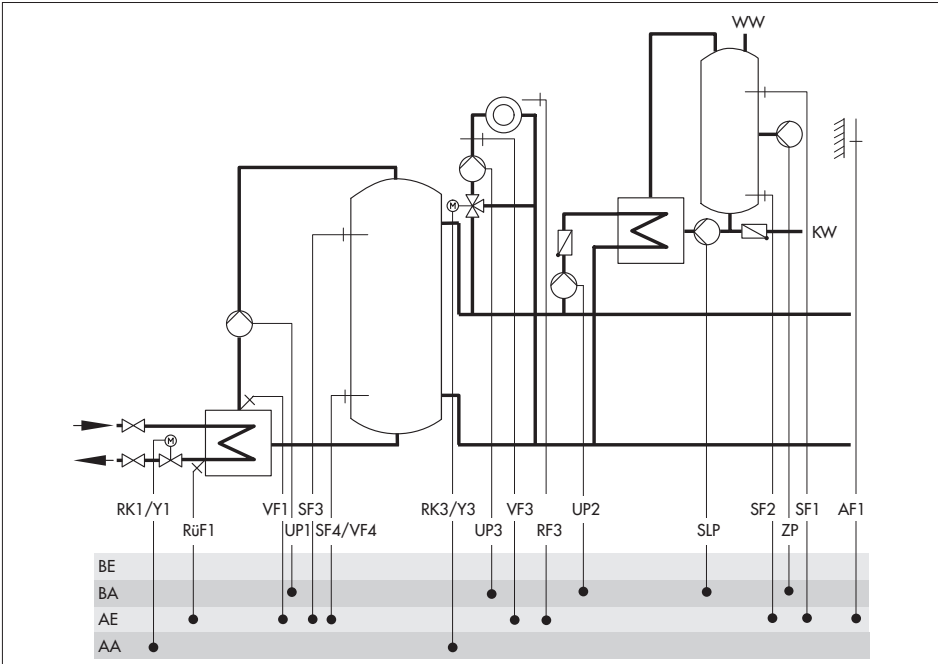 WW
M
KW
M
RK1/Y1 VF1 SF3 RK3/Y3 VF3 UP2 SF2 SF1 AF1
RüF1 UP1 SF4/VF4 UP3 RF3 SLP ZP
BE
BA
AE
AA